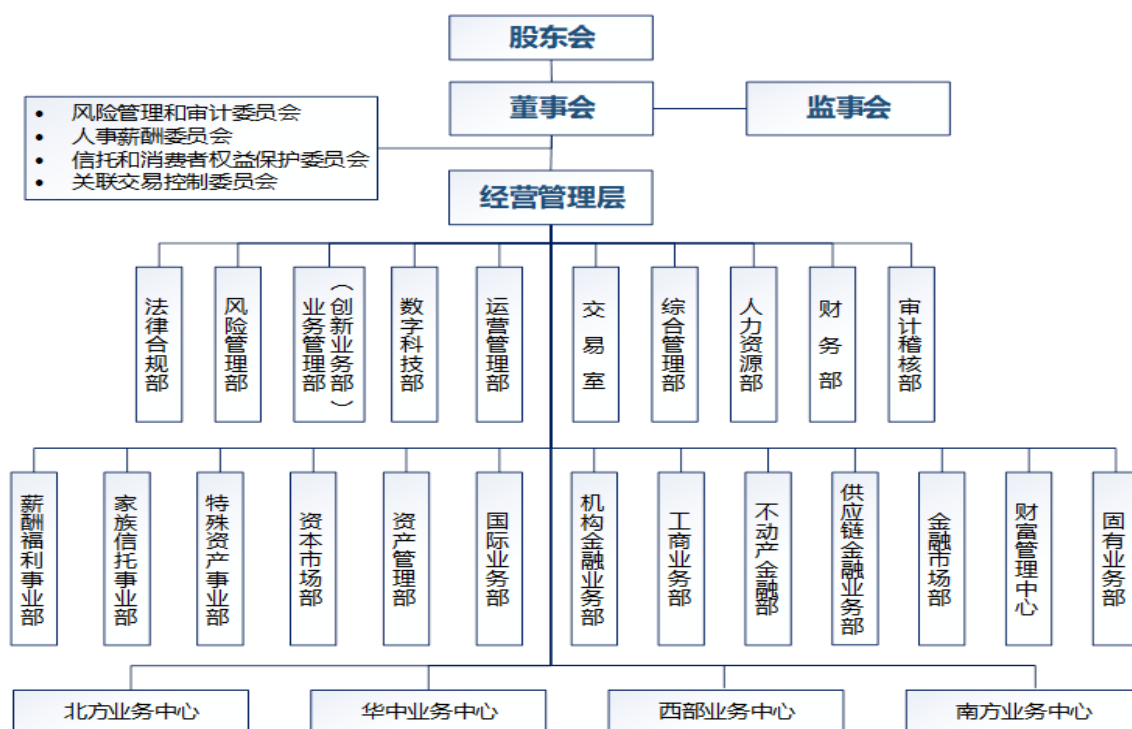 股东会
董事会
监事会
• 风险管理和审计委员会
• 人事薪酬委员会
• 信托和消费者权益保护委员会
• 关联交易控制委员会
经营管理层
法律合规部
风险管理部
业务管理部
（创新业务部）
数字科技部
运营管理部
交易室
综合管理部
人力资源部
财务部
审计稽核部
薪酬福利事业部
家族信托事业部
特殊资产事业部
资本市场部
资产管理部
国际业务部
机构金融业务部
工商业务部
不动产金融部
供应链金融业务部
金融市场部
财富管理中心
固有业务部
北方业务中心
华中业务中心
西部业务中心
南方业务中心